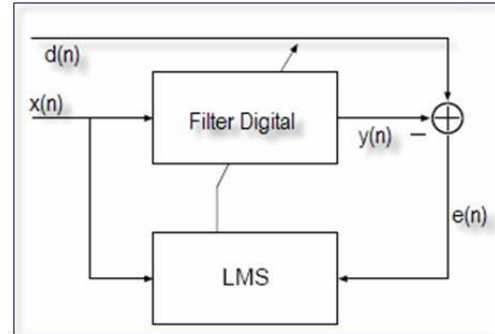 d(n)
x(n)
Filter Digital
y(n)
−
e(n)
LMS